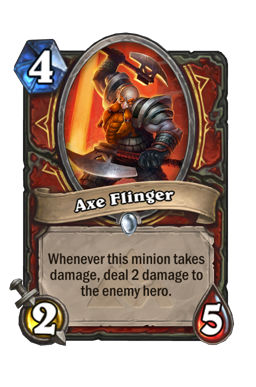 4
Axe Flinger
Whenever this minion takes
damage, deal 2 damage to
the enemy hero.
2
5